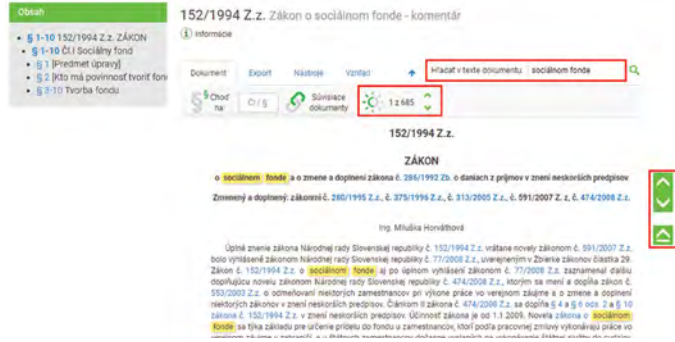 Obsah
§ 1-10 152/1994 Z.z. ZÁKON
§ 1-10 Čl.I Sociálny fond
§ 1 [Predmet úpravy]
§ 2 [Kto má povinnosť tvoriť fon
§ 3-10 Tvorba fondu
152/1994 Z.z. Zákon o sociálnom fonde - komentár
Informácie
Dokument Export Nástroje Vzhľad Hľadať v texte dokumentu sociálnom fonde
§ Choď na: Čl / § Súvisiace dokumenty 1 z 685
152/1994 Z.z.
ZÁKON
o sociálnom fonde a o zmene a doplnení zákona č. 286/1992 Zb. o daniach z príjmov v znení neskorších predpisov
Zmenený a doplnený: zákonmi č. 280/1995 Z.z., č. 375/1996 Z.z., č. 313/2005 Z.z., č. 591/2007 Z. z, č. 474/2008 Z.z.
Ing. Miluška Horváthová
Úplné znenie zákona Národnej rady Slovenskej republiky č. 152/1994 Z.z. vrátane novely zákonom č. 591/2007 Z.z.
bolo vyhlásené zákonom Národnej rady Slovenskej republiky č. 77/2008 Z.z., uverejneným v Zbierke zákonov čiastka 29.
Zákon č. 152/1994 Z.z. o sociálnom fonde aj po úplnom vyhlásení zákonom č. 77/2008 Z.z. zaznamenal ďalšiu
doplňujúcu novelu zákonom Národnej rady Slovenskej republiky č. 474/2008 Z.z., ktorým sa mení a dopĺňa zákon č.
553/2003 Z.z. o odmeňovaní niektorých zamestnancov pri výkone práce vo verejnom záujme a o zmene a doplnení
niektorých zákonov v znení neskorších predpisov. Článkom II zákona č. 474/2008 Z.z. sa dopĺňa § 4 a § 6 ods. 2 a § 10
zákona č. 152/1994 Z.z. v znení neskorších predpisov. Účinnosť zákona je od 1.1.2009. Novela zákona o sociálnom
fonde sa týka základu pre určenie prídelu do fondu u zamestnancov, ktorí podľa pracovnej zmluvy vykonávajú práce vo